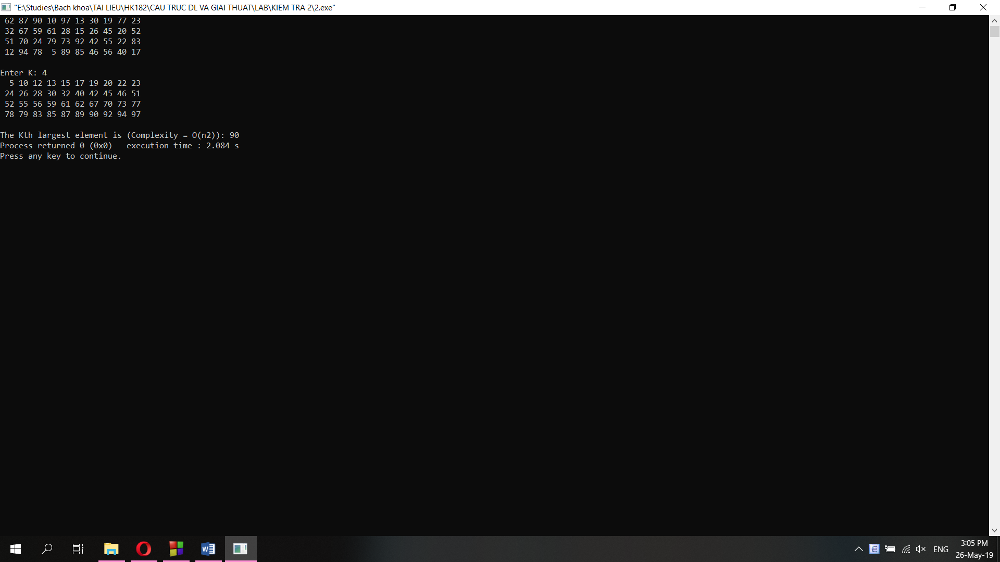 "E:\Studies\Bach khoa\TAI LIEU\HK182\CAU TRUC DL VA GIAI THUAT\LAB\KIEM TRA 2\2.exe"
62 87 90 10 97 13 30 19 77 23
32 67 59 61 28 15 26 45 20 52
51 70 24 79 73 92 42 55 22 83
12 94 78  5 89 85 46 56 40 17
Enter K: 4
5 10 12 13 15 17 19 20 22 23
24 26 28 30 32 40 42 45 46 51
52 55 56 59 61 62 67 70 73 77
78 79 83 85 87 89 90 92 94 97
The Kth largest element is (Complexity = O(n2)): 90
Process returned 0 (0x0)   execution time : 2.084 s
Press any key to continue.
ENG
3:05 PM
26-May-19